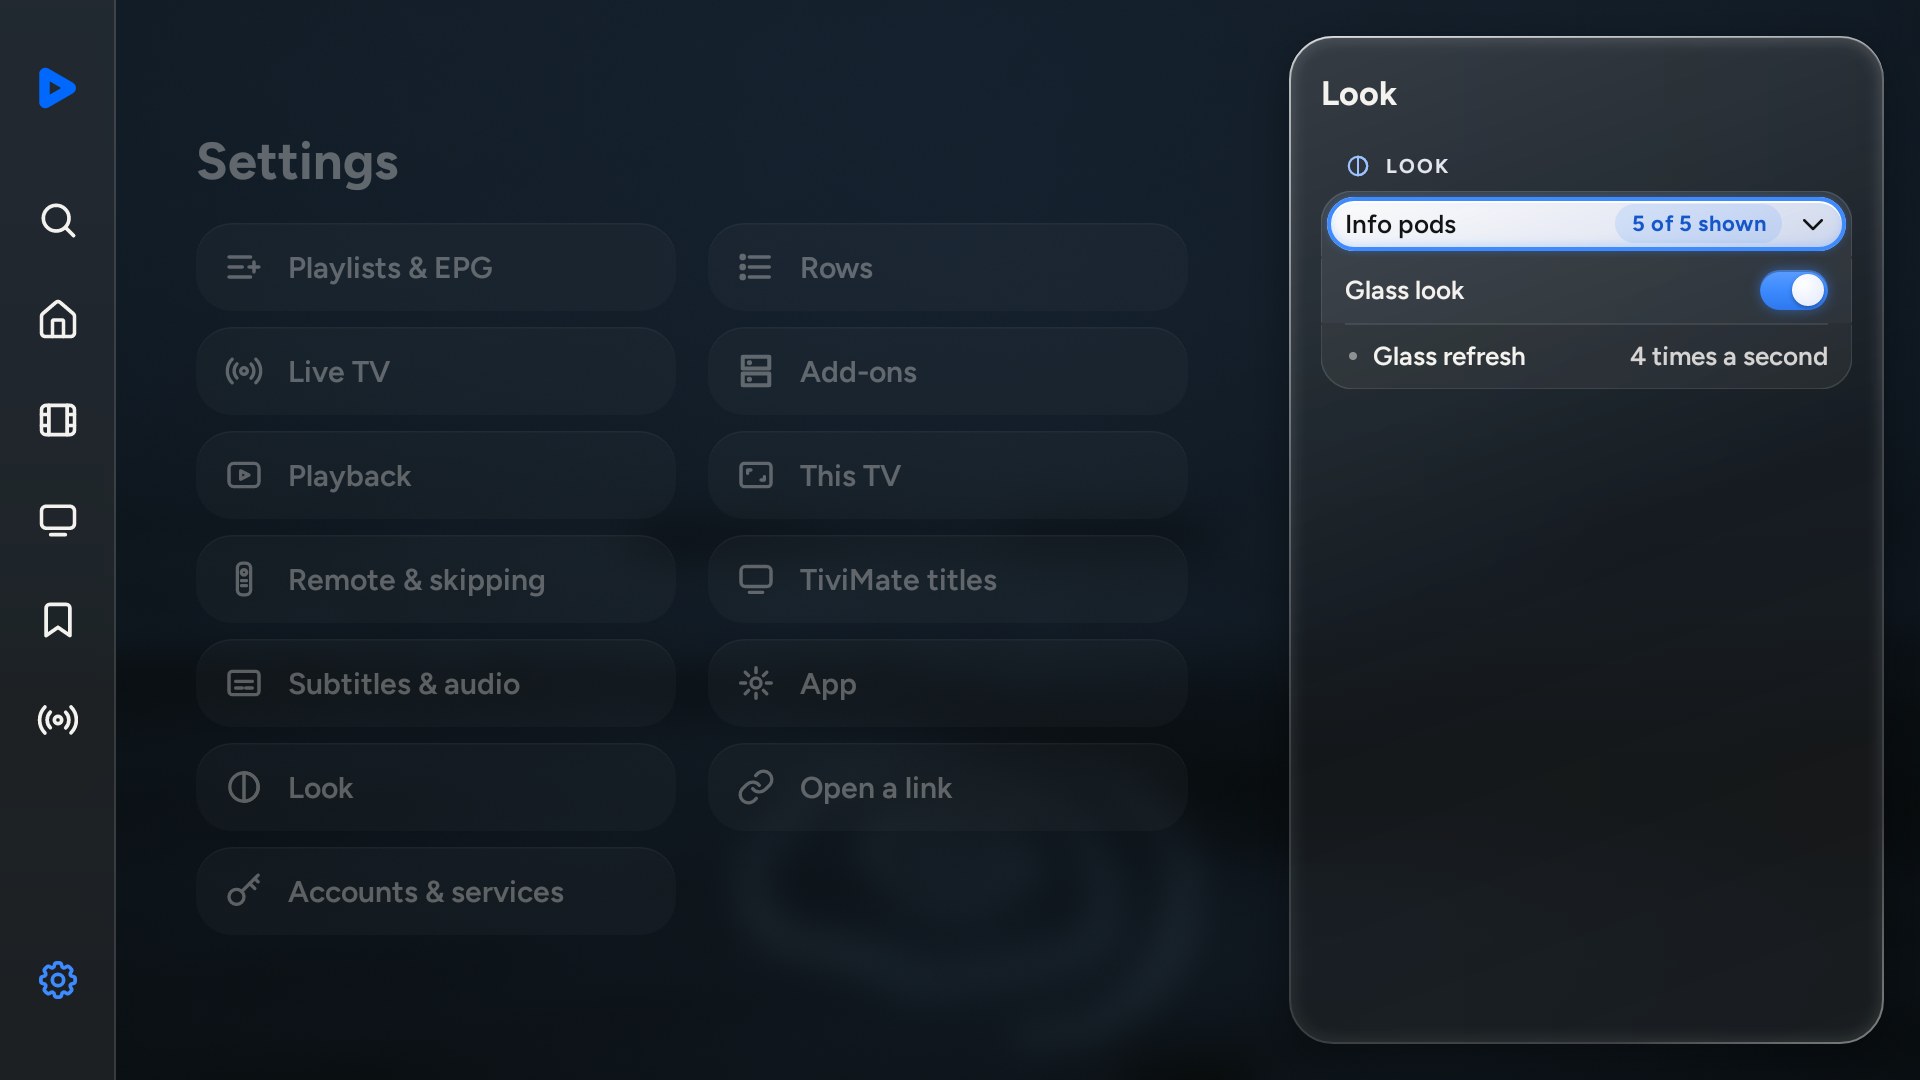 Settings
Playlists & EPG
Rows
Live TV
Add-ons
Playback
This TV
Remote & skipping
TiviMate titles
Subtitles & audio
App
Look
Open a link
Accounts & services
Look
LOOK
Info pods 5 of 5 shown
Glass look
Glass refresh 4 times a second